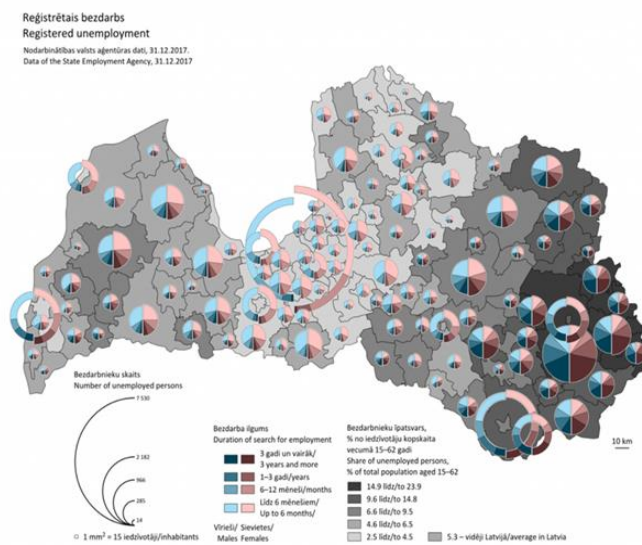 Reģistrētais bezdarbs
Registered unemployment
Nodarbinātības valsts aģentūras dati, 31.12.2017.
Data of the State Employment Agency, 31.12.2017
Bezdarbnieku skaits
Number of unemployed persons
7 530
2 182
966
285
24
1 mm² = 15 iedzīvotāji/inhabitants
Bezdarba ilgums
Duration of search for employment
3 gadi un vairāk/
3 years and more
1–3 gadi/years
6–12 mēneši/months
Līdz 6 mēnešiem/
Up to 6 months/
Vīrieši/ Sievietes/
Males Females
Bezdarbnieku īpatsvars,
% no iedzīvotāju kopskaita
vecumā 15–62 gadi
Share of unemployed persons,
% of total population aged 15–62
14.9 līdz/to 23.9
9.6 līdz/to 14.8
6.6 līdz/to 9.5
4.6 līdz/to 6.5
2.5 līdz/to 4.5
5.3 – vidēji Latvijā/average in Latvia
10 km